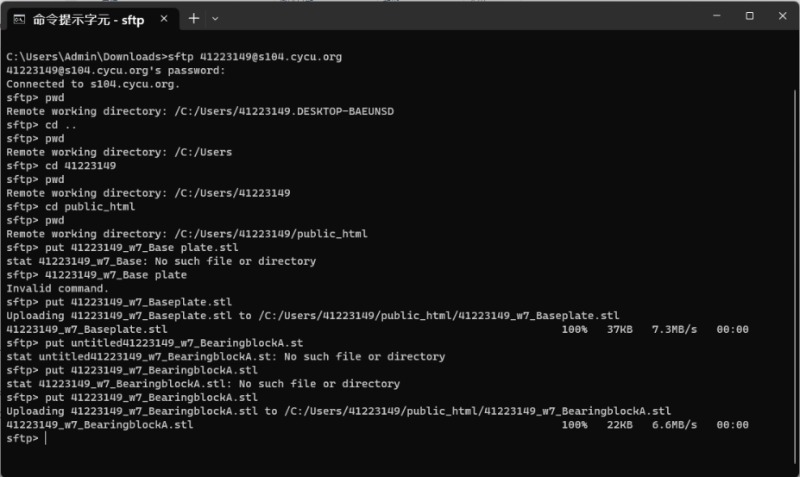 命令提示字元 - sftp
C:\Users\Admin\Downloads>sftp 41223149@s104.cycu.org
41223149@s104.cycu.org's password:
Connected to s104.cycu.org.
sftp> pwd
Remote working directory: /C:/Users/41223149.DESKTOP-BAEUNSD
sftp> cd ..
sftp> pwd
Remote working directory: /C:/Users
sftp> cd 41223149
sftp> pwd
Remote working directory: /C:/Users/41223149
sftp> cd public_html
sftp> pwd
Remote working directory: /C:/Users/41223149/public_html
sftp> put 41223149_w7_Base plate.stl
stat 41223149_w7_Base: No such file or directory
sftp> 41223149_w7_Base plate
Invalid command.
sftp> put 41223149_w7_Baseplate.stl
Uploading 41223149_w7_Baseplate.stl to /C:/Users/41223149/public_html/41223149_w7_Baseplate.stl
41223149_w7_Baseplate.stl 100% 37KB 7.3MB/s 00:00
sftp> put untitled41223149_w7_BearingblockA.st
stat untitled41223149_w7_BearingblockA.st: No such file or directory
sftp> put 41223149_w7_BearingblockA.stl
stat 41223149_w7_BearingblockA.stl: No such file or directory
sftp> put 41223149_w7_BearingblockA.stl
Uploading 41223149_w7_BearingblockA.stl to /C:/Users/41223149/public_html/41223149_w7_BearingblockA.stl
41223149_w7_BearingblockA.stl 100% 22KB 6.6MB/s 00:00
sftp>